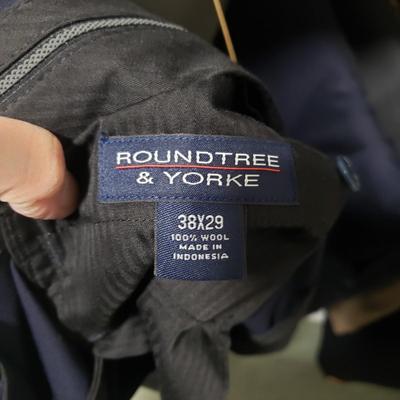 ROUNDTREE
& YORKE
38X29
100% WOOL
MADE IN
INDONESIA